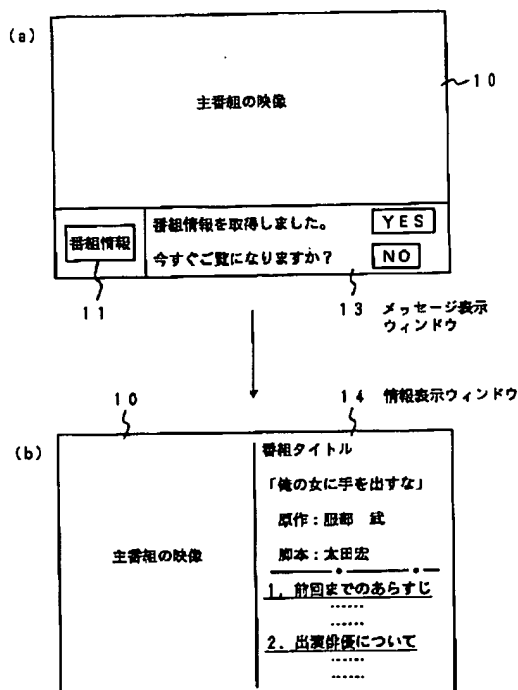 (a)
主番組の映像
10
番組情報
番組情報を取得しました。
YES
今すぐご覧になりますか?
NO
11
13 メッセージ表示
ウィンドウ
10
14 情報表示ウィンドウ
(b)
主番組の映像
番組タイトル
「俺の女に手を出すな」
原作:服部 武
脚本:太田宏
1. 前回までのあらすじ
......
......
2. 出演俳優について
......
......